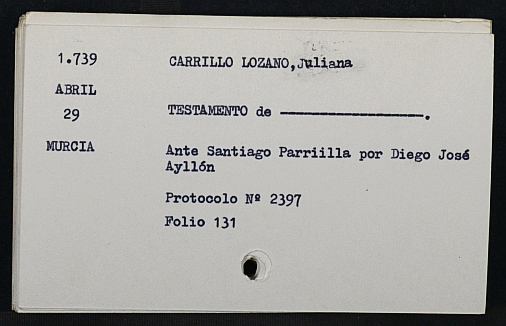 1.739
CARRILLO LOZANO,Juliana
ABRIL
29
TESTAMENTO de ————————————.
MURCIA
Ante Santiago Parriilla por Diego José
Ayllón
Protocolo Nº 2397
Folio 131